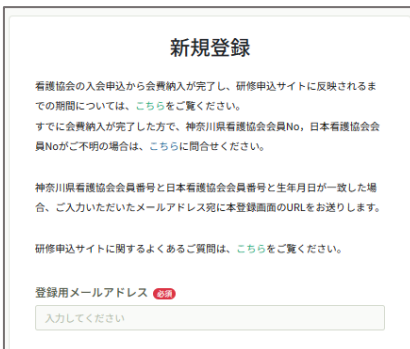 新規登録
看護協会の入会申込から会費納入が完了し、研修申込サイトに反映されるま
での期間については、こちらをご覧ください。
すでに会費納入が完了した方で、神奈川県看護協会会員No，日本看護協会会
員Noがご不明の場合は、こちらに問合せください。
神奈川県看護協会会員番号と日本看護協会会員番号と生年月日が一致した場
合、ご入力いただいたメールアドレス宛に本登録画面のURLをお送りします。
研修申込サイトに関するよくあるご質問は、こちらをご覧ください。
登録用メールアドレス 必須
入力してください